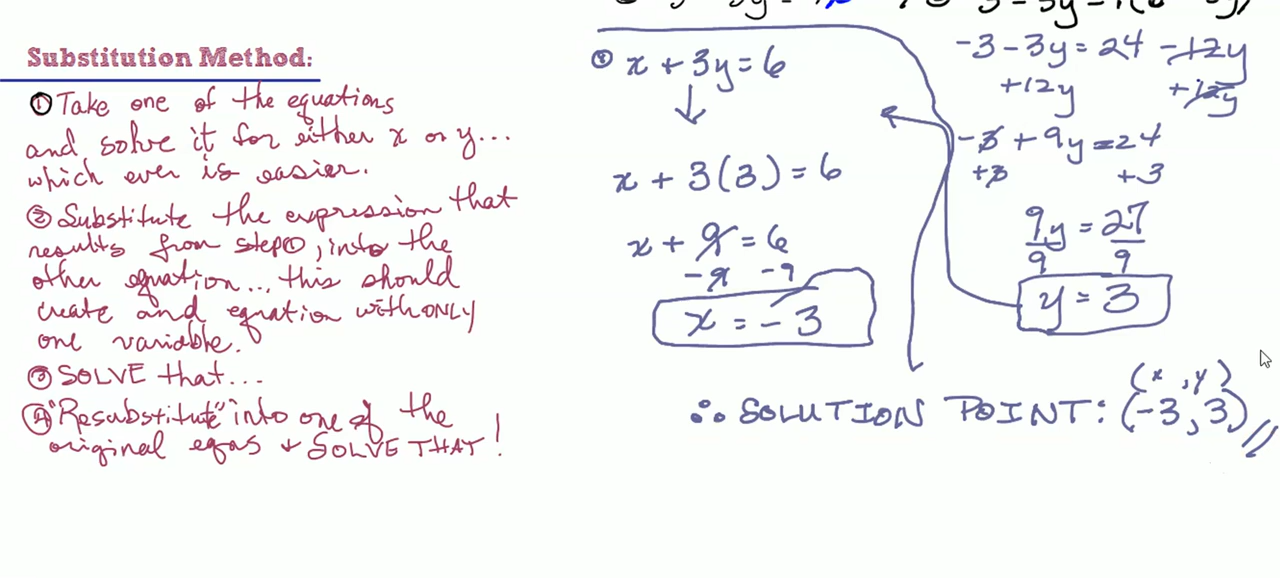 Substitution Method:
① Take one of the equations
and solve it for either x or y...
which ever is easier.
② Substitute the expression that
results from step①, into the
other equation... this should
create and equation with ONLY
one variable.
③ SOLVE that...
④ "Resubstitute" into one of the
original eqns + SOLVE THAT!
x + 3y = 6
x + 3(3) = 6
x + 9 = 6
-9 -9
x = -3
-3 - 3y = 24 - 12y
+12y +12y
-3 + 9y = 24
+3 +3
9y = 27
9 9
y = 3
(x, y)
∴ SOLUTION POINT: (-3, 3)